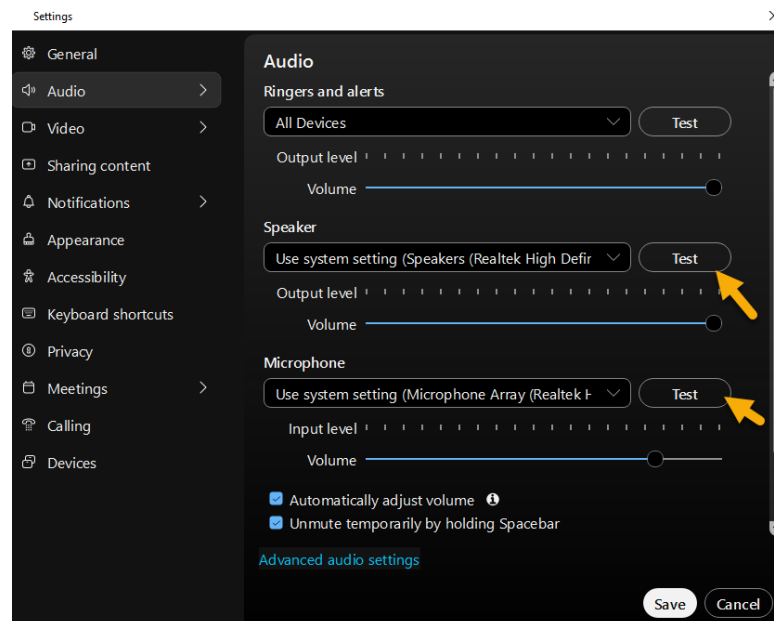 Settings
General
Audio
Video
Sharing content
Notifications
Appearance
Accessibility
Keyboard shortcuts
Privacy
Meetings
Calling
Devices
Audio
Ringers and alerts
All Devices
Test
Output level
Volume
Speaker
Use system setting (Speakers (Realtek High Defir
Test
Output level
Volume
Microphone
Use system setting (Microphone Array (Realtek H
Test
Input level
Volume
Automatically adjust volume
Unmute temporarily by holding Spacebar
Advanced audio settings
Save Cancel